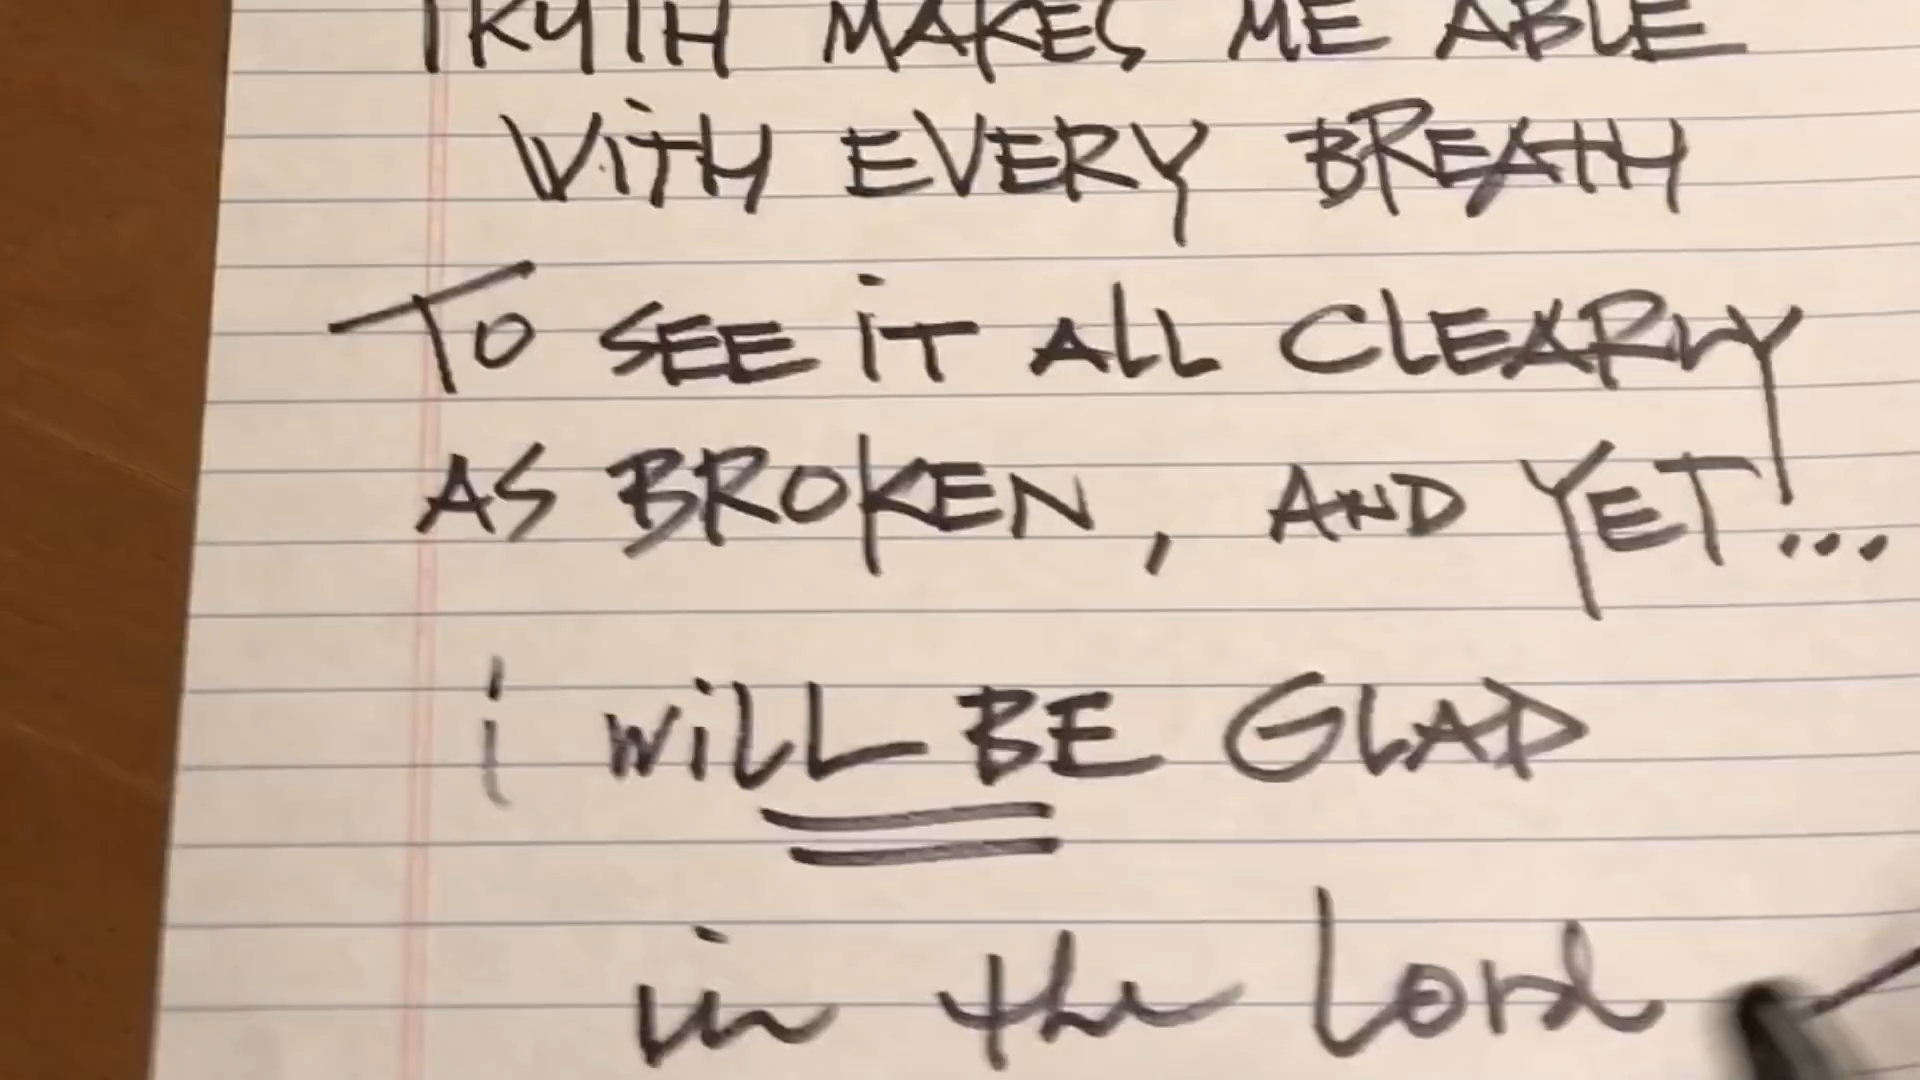 TRUTH MAKES ME ABLE
WiTH EVERY BREATH
TO SEE iT ALL CLEARLY
AS BROKEN, AND YET...
i WiLL BE GLAD
in the Lord